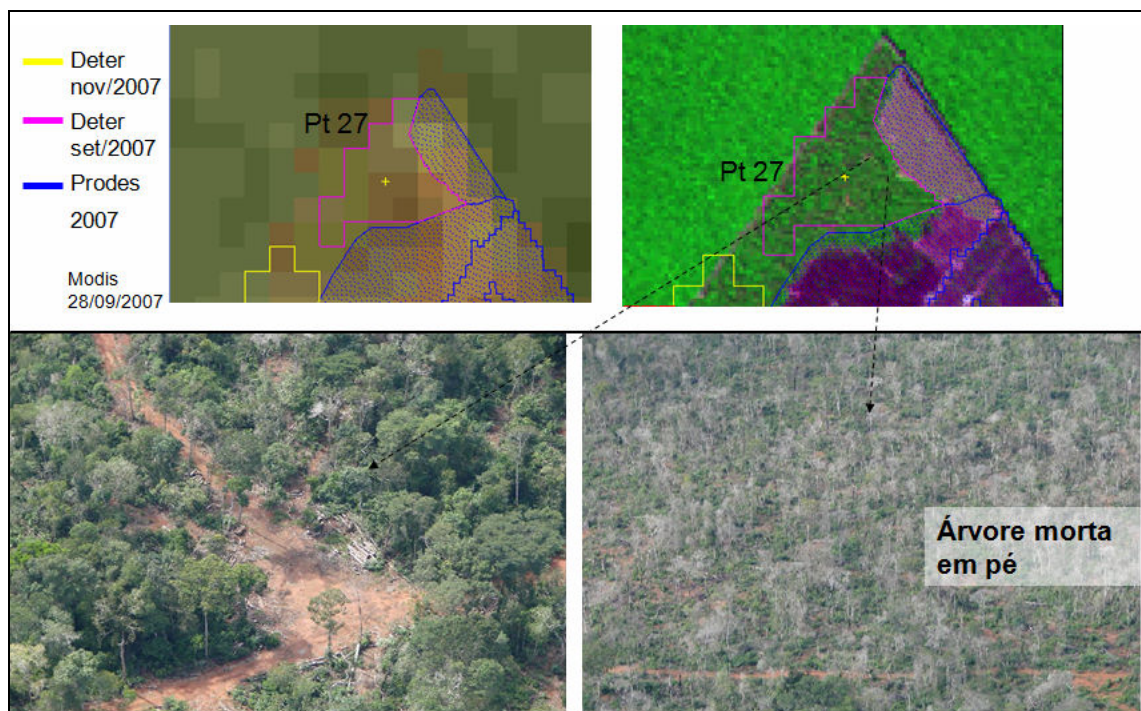 Deter
nov/2007
Deter
set/2007
Prodes
2007
Modis
28/09/2007
Pt 27
Pt 27
Árvore morta
em pé